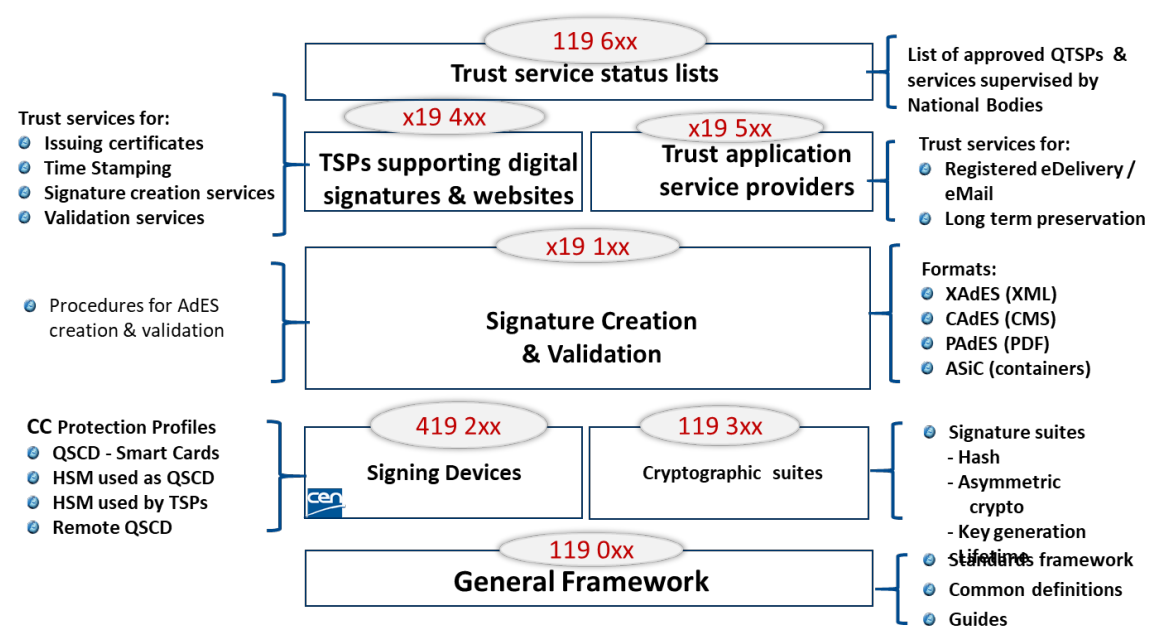 119 6xx
Trust service status lists
List of approved QTSPs &
services supervised by
National Bodies
Trust services for:
Issuing certificates
Time Stamping
Signature creation services
Validation services
x19 4xx
TSPs supporting digital
signatures & websites
x19 5xx
Trust application
service providers
Trust services for:
Registered eDelivery /
eMail
Long term preservation
Procedures for AdES
creation & validation
x19 1xx
Signature Creation
& Validation
Formats:
XAdES (XML)
CAdES (CMS)
PAdES (PDF)
ASiC (containers)
CC Protection Profiles
QSCD - Smart Cards
HSM used as QSCD
HSM used by TSPs
Remote QSCD
419 2xx
Signing Devices
cen
119 3xx
Cryptographic suites
Signature suites
- Hash
- Asymmetric
crypto
- Key generation
- Lifetime
119 0xx
General Framework
Standards framework
Common definitions
Guides